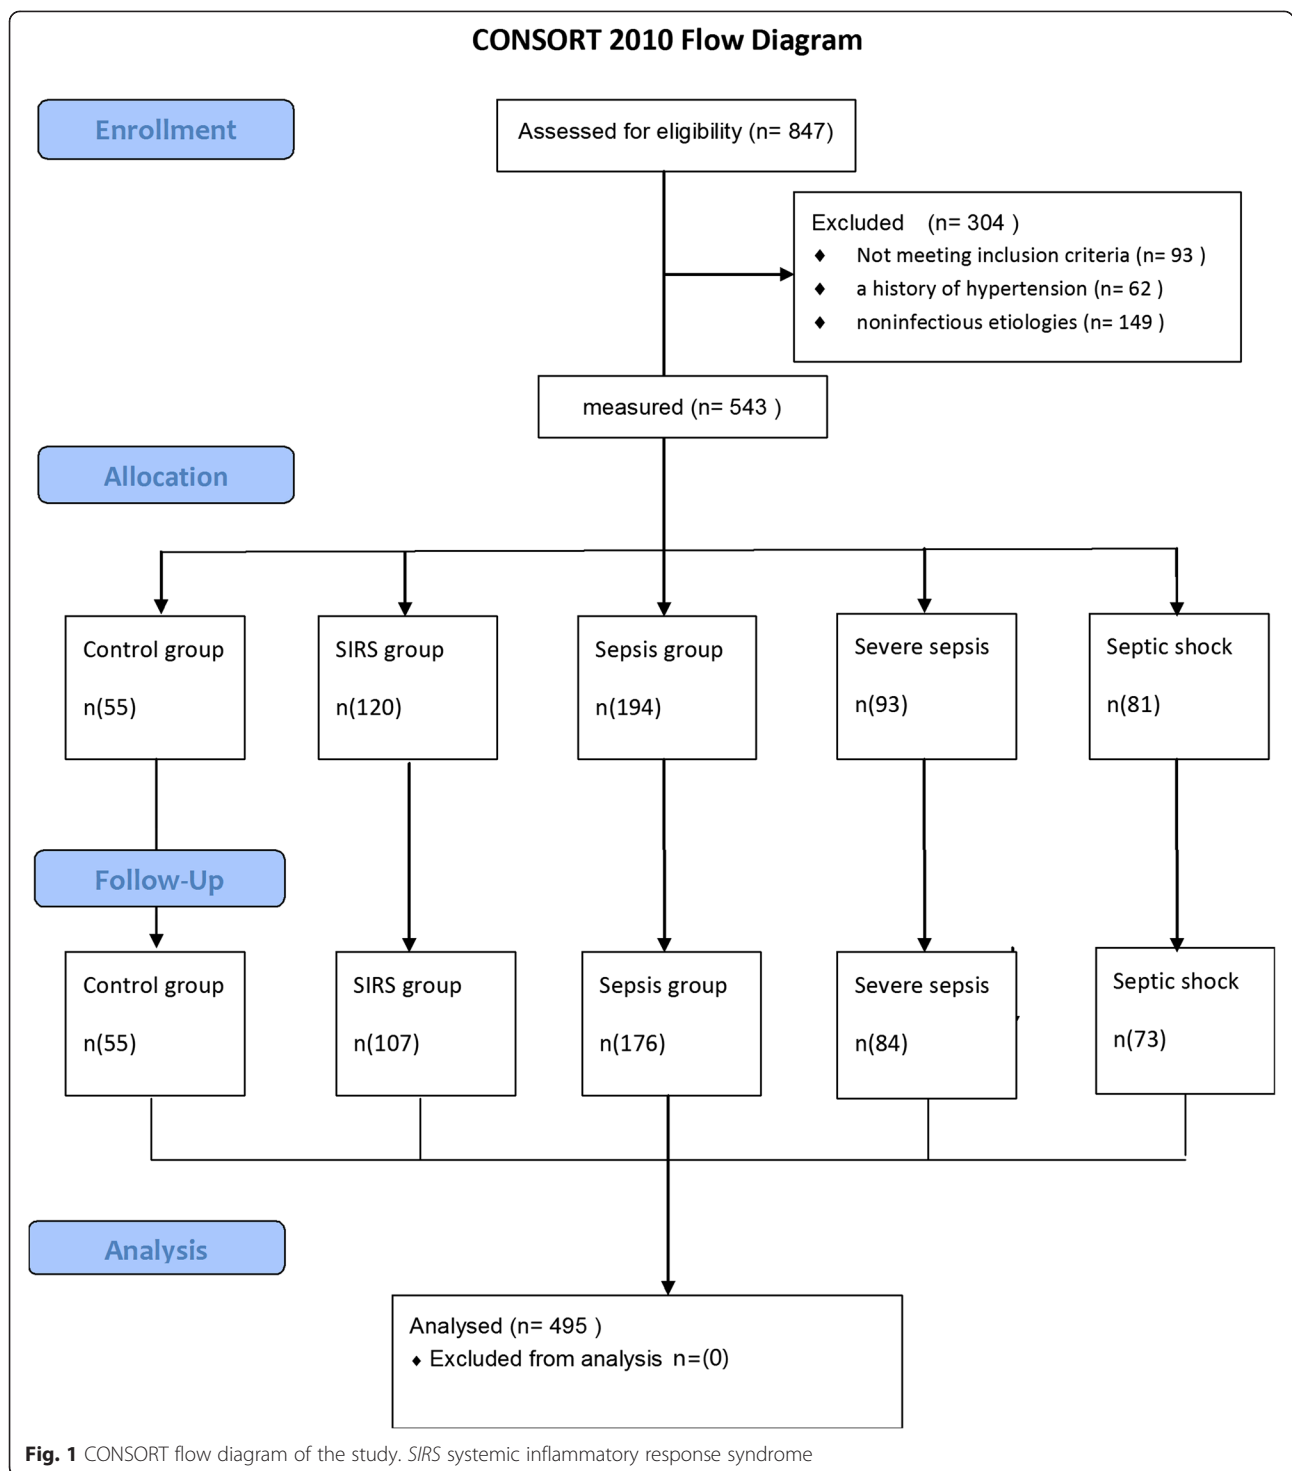 CONSORT 2010 Flow Diagram
Enrollment
Assessed for eligibility (n= 847)
Excluded (n= 304 )
♦ Not meeting inclusion criteria (n= 93 )
♦ a history of hypertension (n= 62 )
♦ noninfectious etiologies (n= 149 )
measured (n= 543 )
Allocation
Control group
n(55)
SIRS group
n(120)
Sepsis group
n(194)
Severe sepsis
n(93)
Septic shock
n(81)
Follow-Up
Control group
n(55)
SIRS group
n(107)
Sepsis group
n(176)
Severe sepsis
n(84)
Septic shock
n(73)
Analysis
Analysed (n= 495 )
♦ Excluded from analysis n=(0)
Fig. 1 CONSORT flow diagram of the study. SIRS systemic inflammatory response syndrome